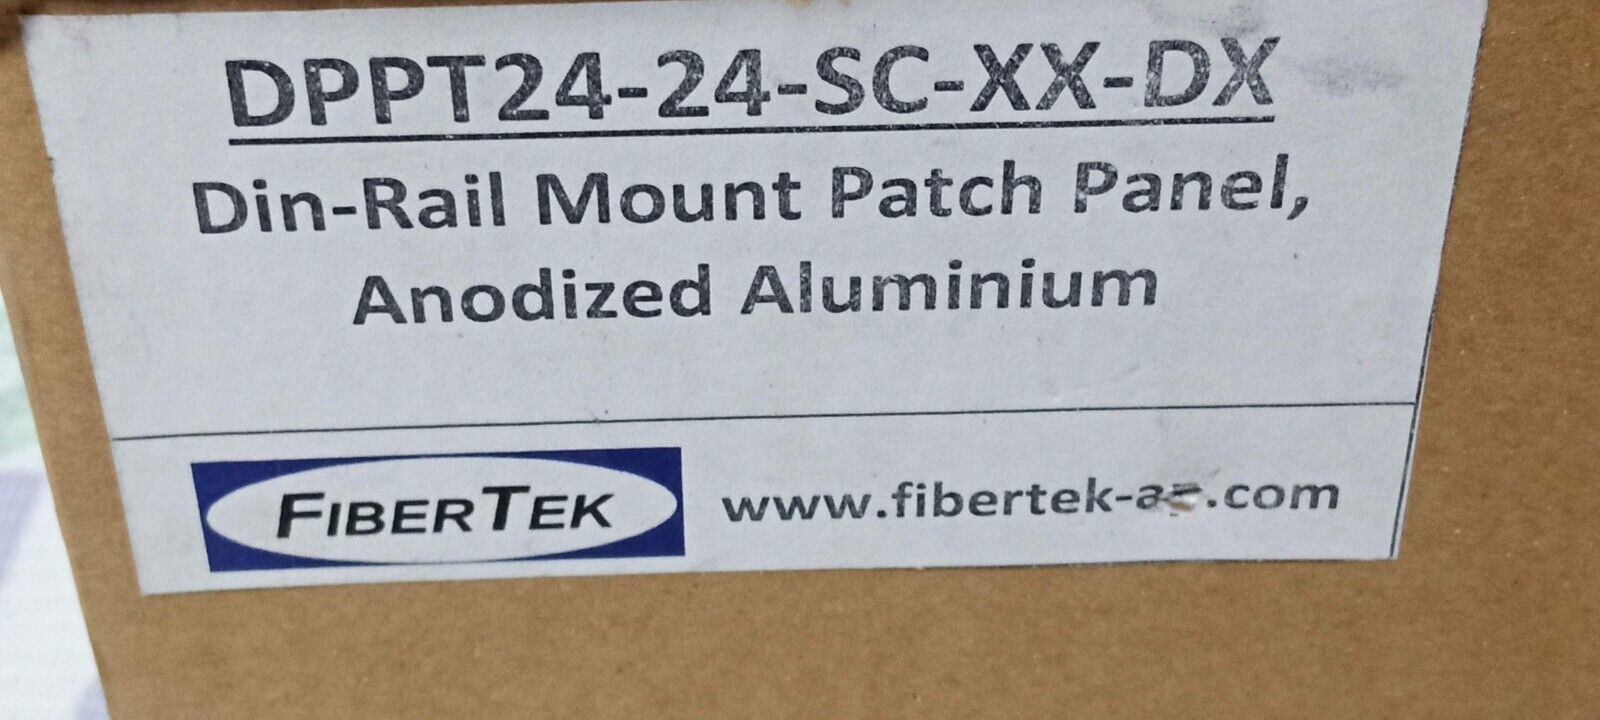 DPPT24-24-SC-XX-DX
Din-Rail Mount Patch Panel,
Anodized Aluminium
FIBERTEK